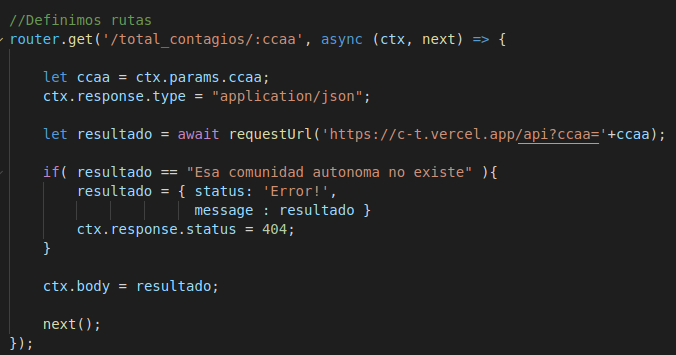 //Definimos rutas
router.get('/total_contagios/:ccaa', async (ctx, next) => {
let ccaa = ctx.params.ccaa;
ctx.response.type = "application/json";
let resultado = await requestUrl('https://c-t.vercel.app/api?ccaa='+ccaa);
if( resultado == "Esa comunidad autonoma no existe" ){
resultado = { status: 'Error!',
message : resultado }
ctx.response.status = 404;
}
ctx.body = resultado;
next();
});